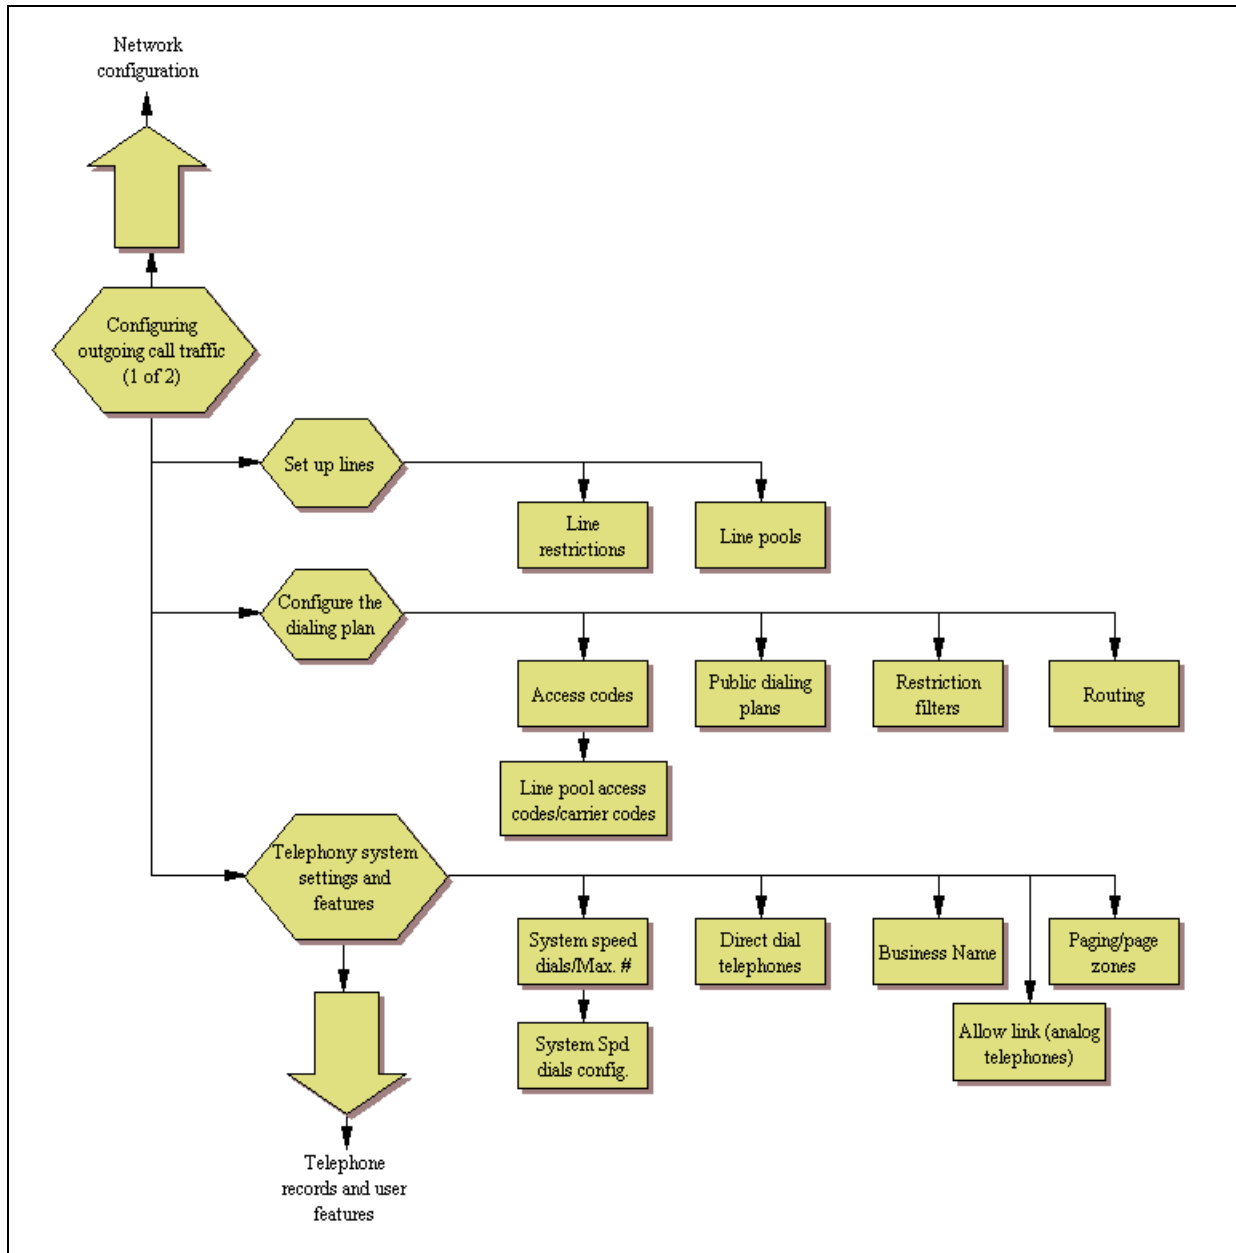 Network
configuration
Configuring
outgoing call traffic
(1 of 2)
Set up lines
Line
restrictions
Line pools
Configure the
dialing plan
Access codes
Public dialing
plans
Restriction
filters
Routing
Line pool access
codes/carrier codes
Telephony system
settings and
features
System speed
dials/Max. #
Direct dial
telephones
Business Name
Paging/page
zones
System Spd
dials config.
Allow link (analog
telephones)
Telephone
records and user
features